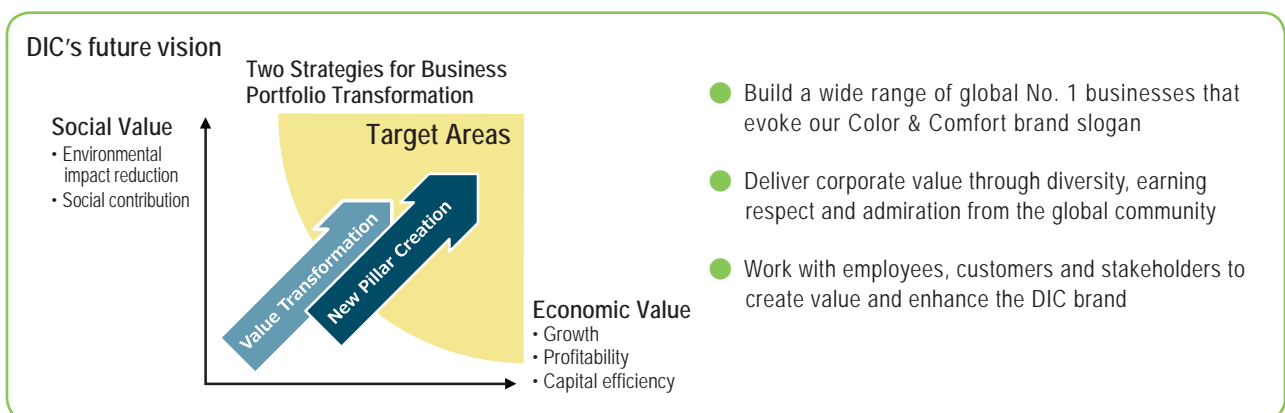 DIC's future vision
Two Strategies for Business
Portfolio Transformation
Social Value
• Environmental
impact reduction
• Social contribution
Target Areas
Value Transformation
New Pillar Creation
Economic Value
• Growth
• Profitability
• Capital efficiency
Build a wide range of global No. 1 businesses that
evoke our Color & Comfort brand slogan
Deliver corporate value through diversity, earning
respect and admiration from the global community
Work with employees, customers and stakeholders to
create value and enhance the DIC brand